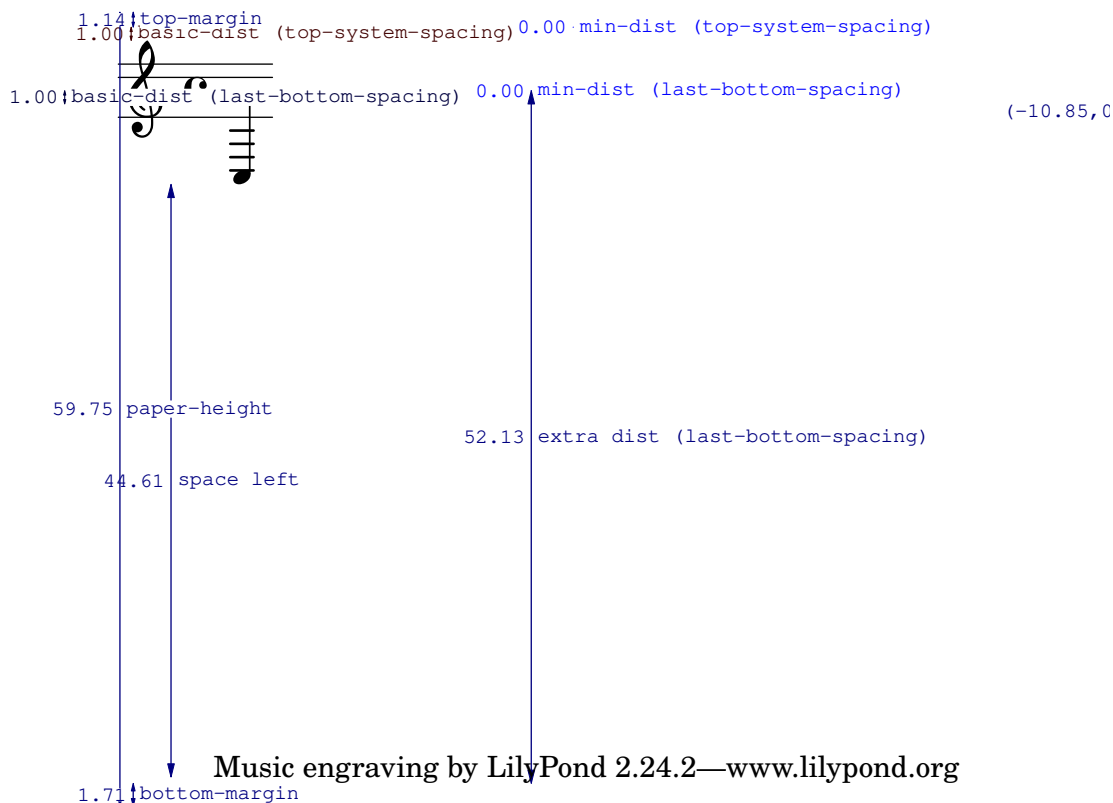 1.14 top-margin
1.00 basic-dist (top-system-spacing) 0.00 min-dist (top-system-spacing)
1.00 basic-dist (last-bottom-spacing) 0.00 min-dist (last-bottom-spacing)
(-10.85,0
59.75 paper-height
52.13 extra dist (last-bottom-spacing)
44.61 space left
Music engraving by LilyPond 2.24.2—www.lilypond.org
1.71 bottom-margin